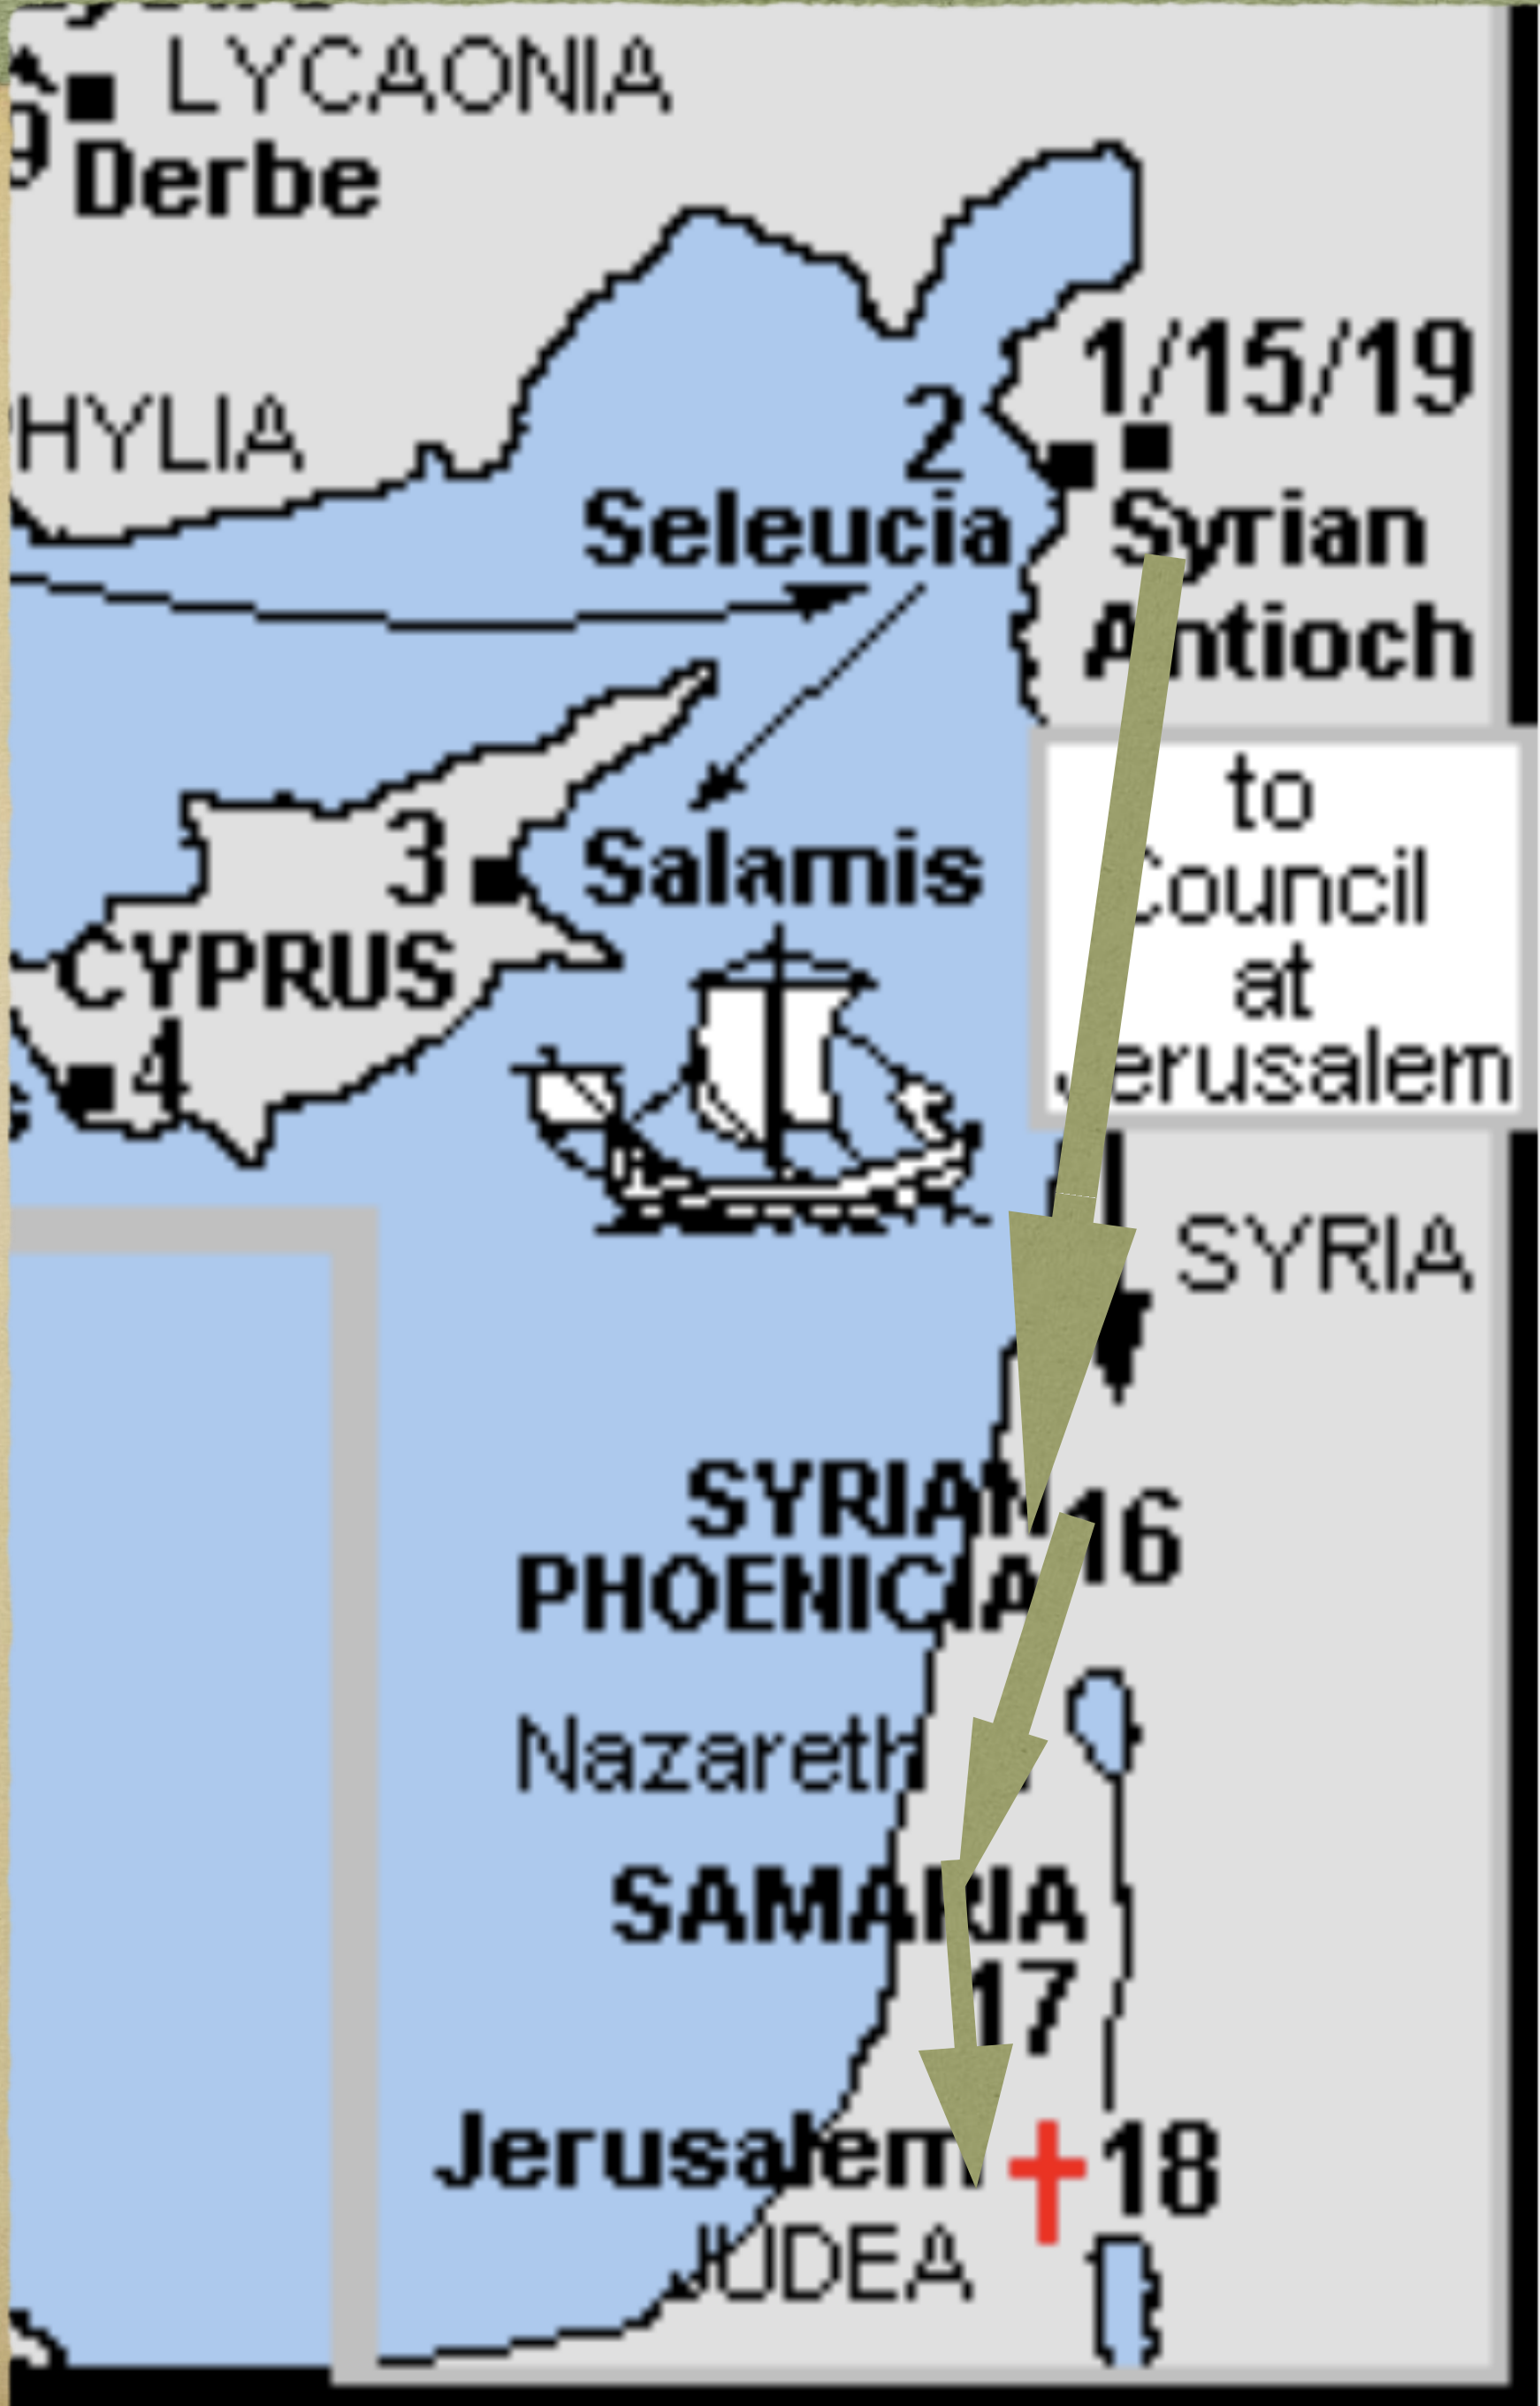 LYCAONIA
9
Derbe
1/15/19
HYLIA
2
Seleucia
Syrian
Antioch
to
Council
at
Jerusalem
3
Salamis
CYPRUS
4
SYRIA
SYRIAN
16
PHOENICIA
Nazareth
SAMARIA
17
Jerusalem
18
JUDEA